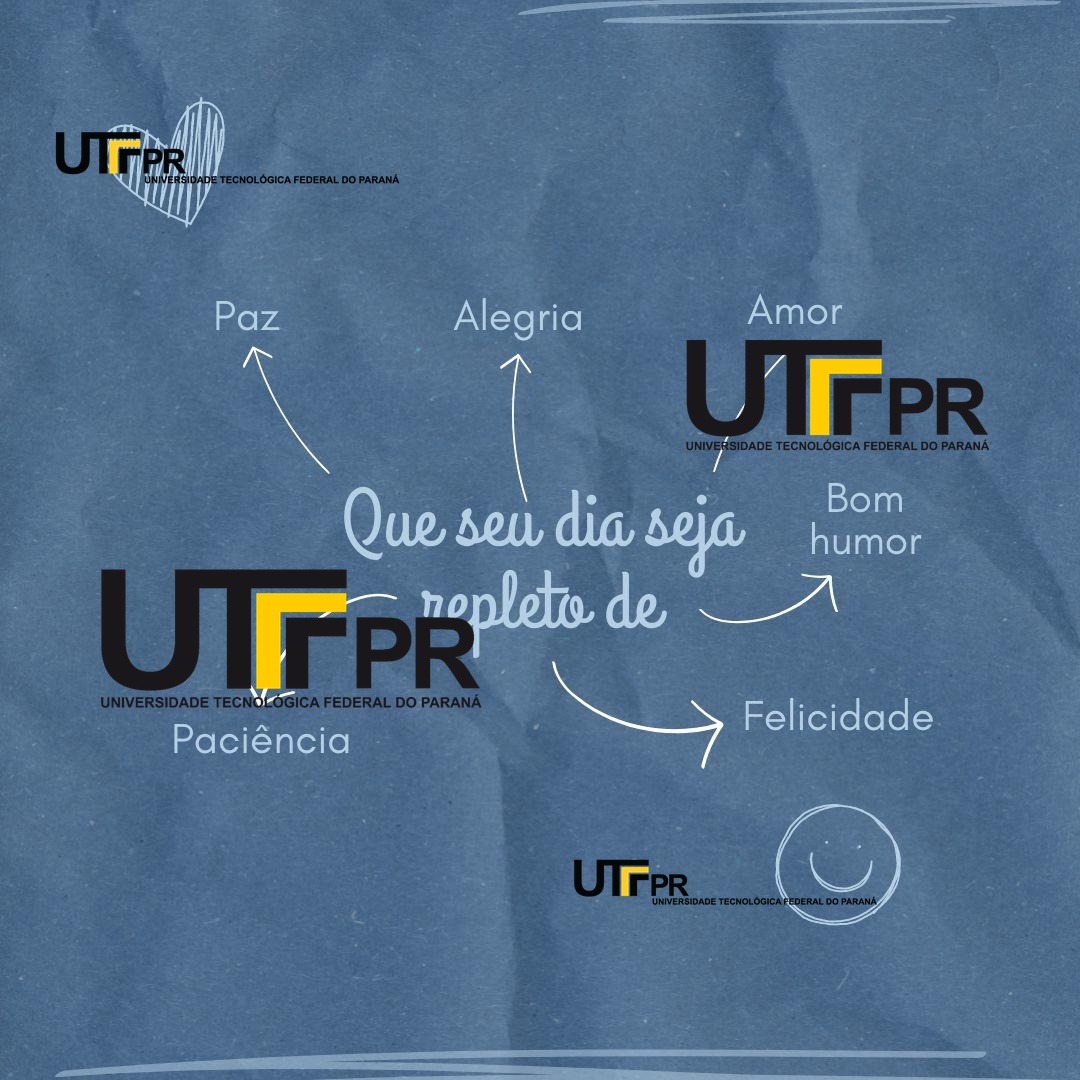 UTFPR
UNIVERSIDADE TECNOLÓGICA FEDERAL DO PARANÁ
Paz
Alegria
Amor
UTFPR
UNIVERSIDADE TECNOLÓGICA FEDERAL DO PARANÁ
Bom
humor
Que seu dia seja
repleto de
UTFPR
UNIVERSIDADE TECNOLÓGICA FEDERAL DO PARANÁ
Paciência
Felicidade
UTFPR
UNIVERSIDADE TECNOLÓGICA FEDERAL DO PARANÁ